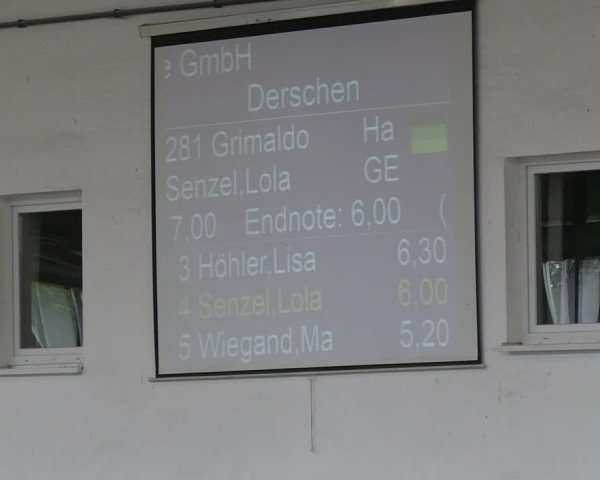 e GmbH
Derschen
281 Grimaldo Ha
Senzel,Lola GE
7,00 Endnote: 6,00 (
3 Höhler,Lisa 6,30
4 Senzel,Lola 6,00
5 Wiegand,Ma 5,20